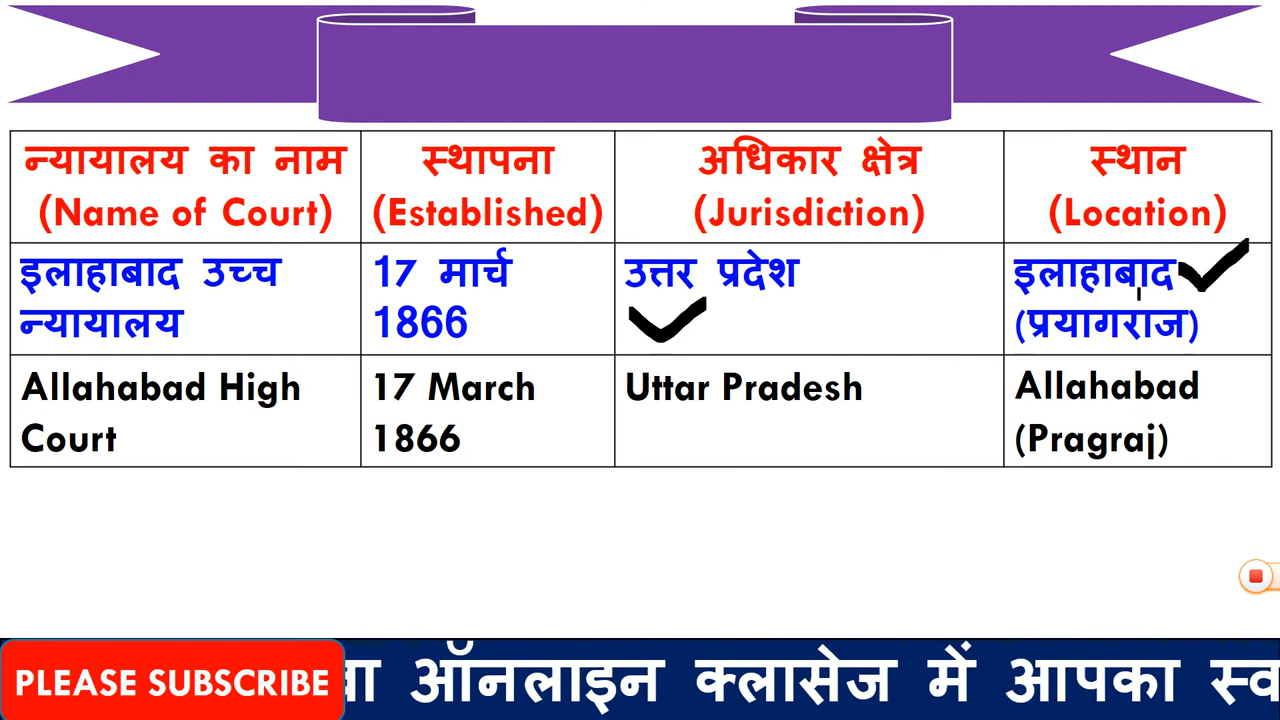 न्यायालय का नाम
(Name of Court)
स्थापना
(Established)
अधिकार क्षेत्र
(Jurisdiction)
स्थान
(Location)
इलाहाबाद उच्च
न्यायालय
17 मार्च
1866
उत्तर प्रदेश
इलाहाबाद
(प्रयागराज)
Allahabad High
Court
17 March
1866
Uttar Pradesh
Allahabad
(Pragraj)
PLEASE SUBSCRIBE
ऑनलाइन क्लासेज में आपका